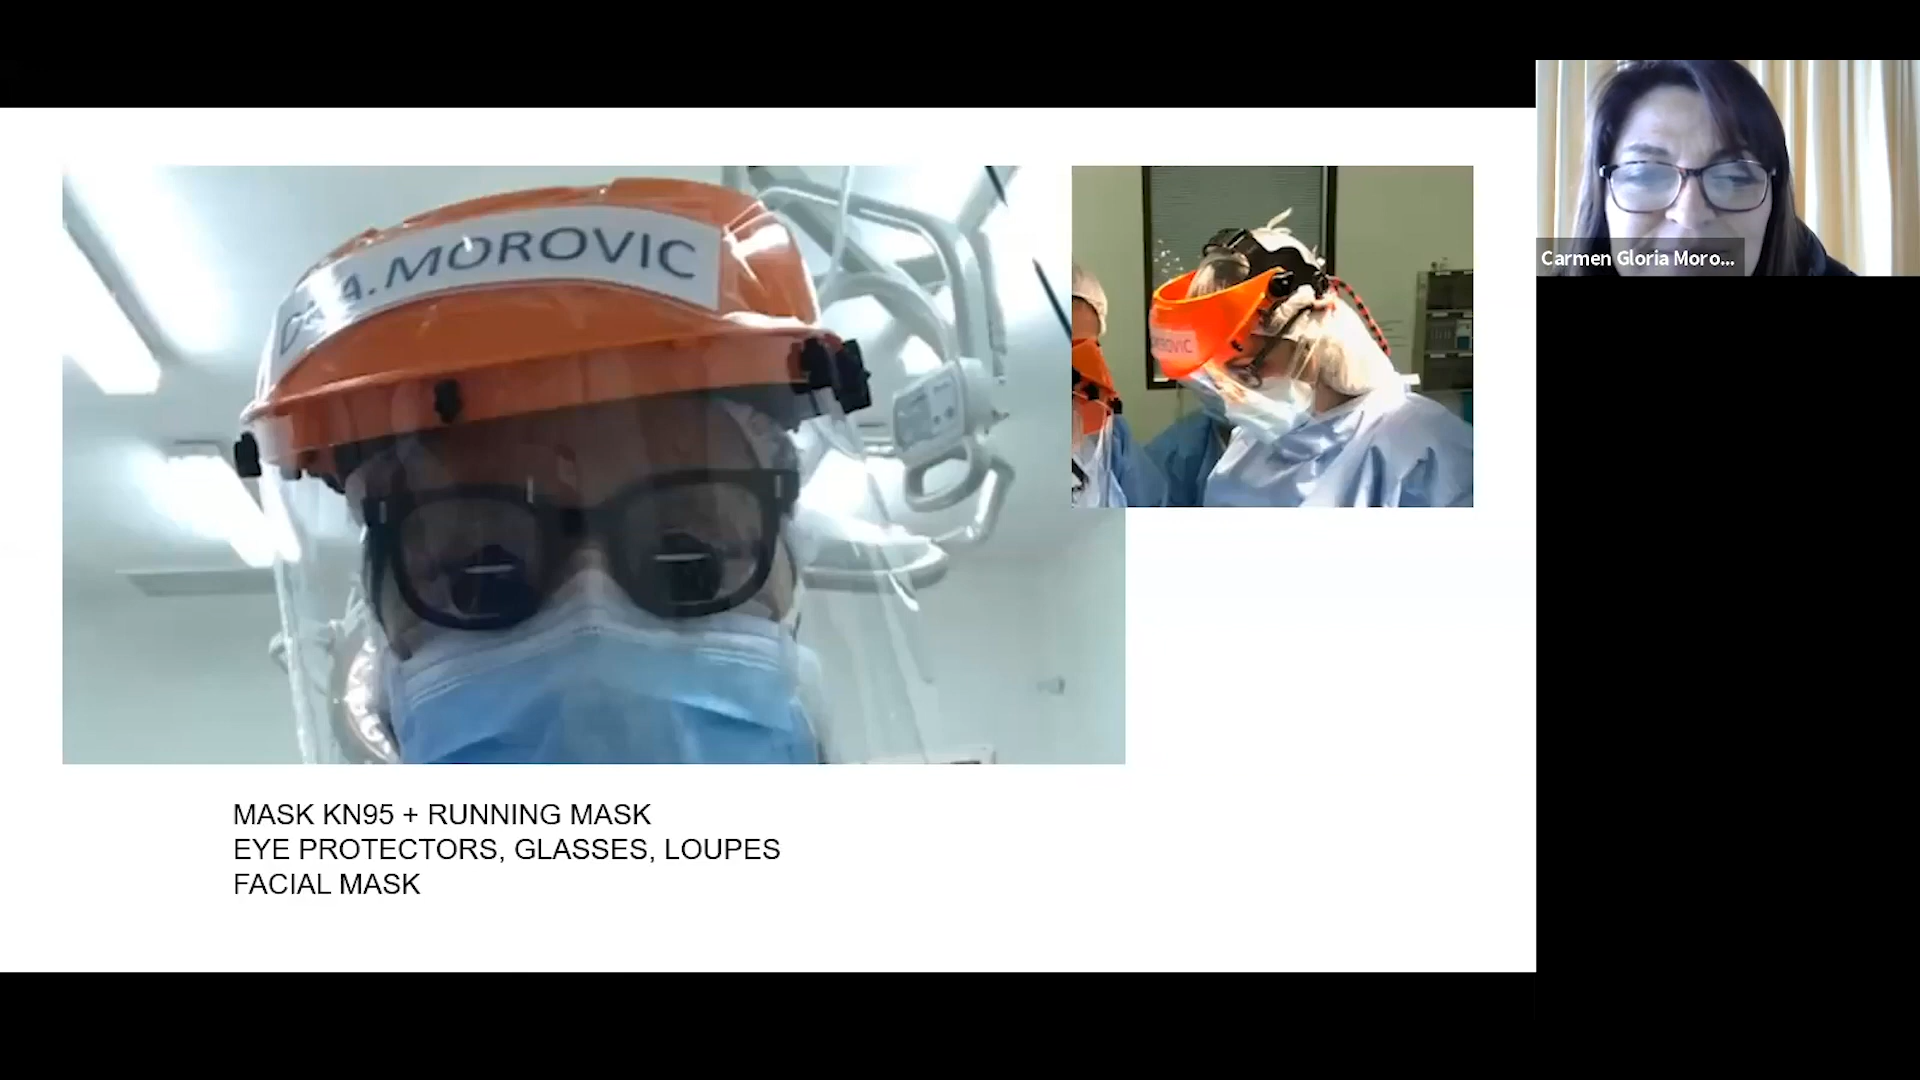 DRA. MOROVIC
MOROVIC
Carmen Gloria Moro...
MASK KN95 + RUNNING MASK
EYE PROTECTORS, GLASSES, LOUPES
FACIAL MASK